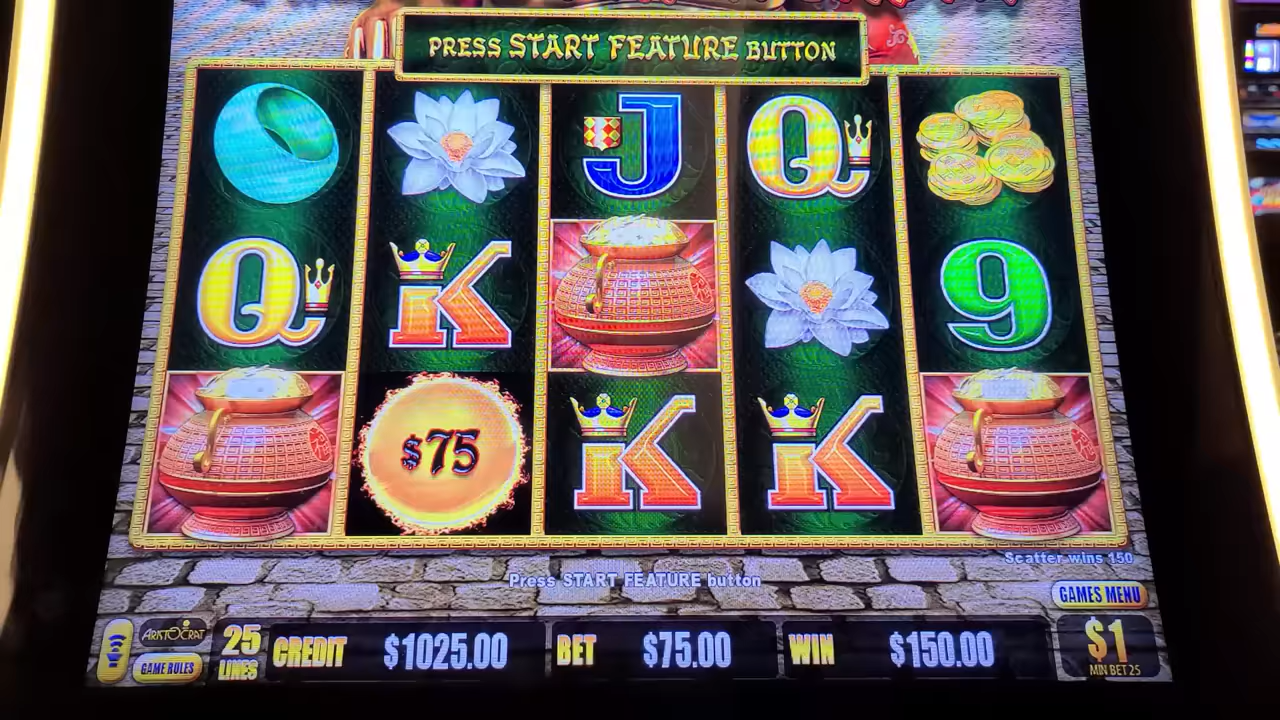 PRESS START FEATURE BUTTON
J Q
Q K 9
$75 K K
Scatter wins 150
Press START FEATURE button
GAMES MENU
ARISTOCRAT
GAME RULES
25
LINES
CREDIT $1025.00 BET $75.00 WIN $150.00
$1
MIN BET 25